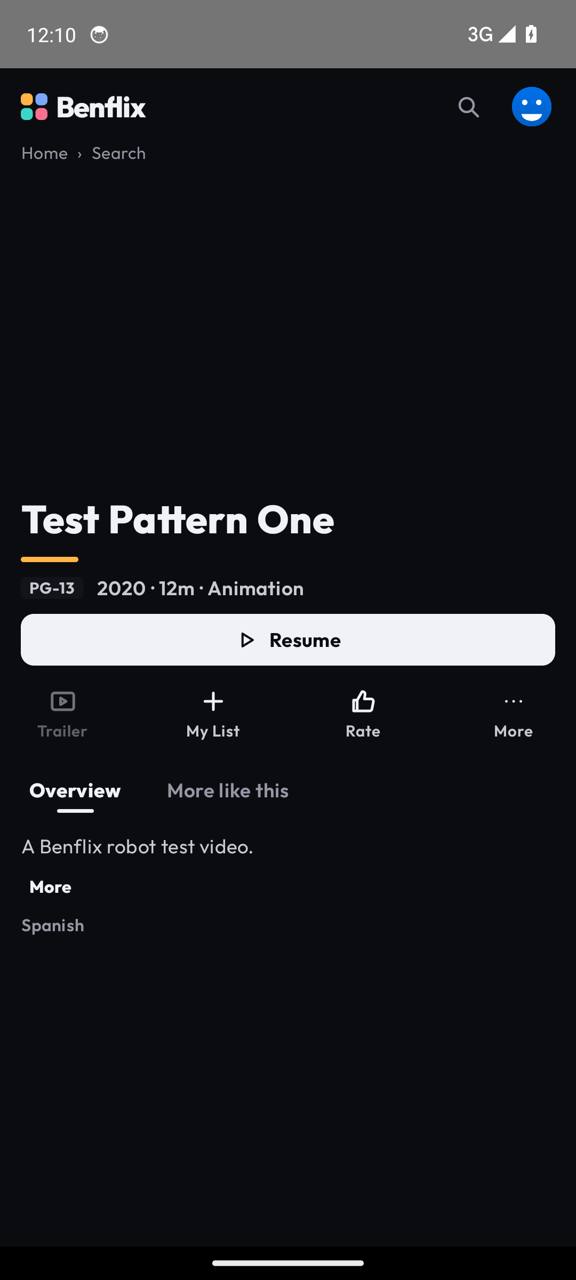 12:10 3G
Benflix
Home › Search
Test Pattern One
PG-13 2020 · 12m · Animation
Resume
Trailer My List Rate More
Overview More like this
A Benflix robot test video.
More
Spanish